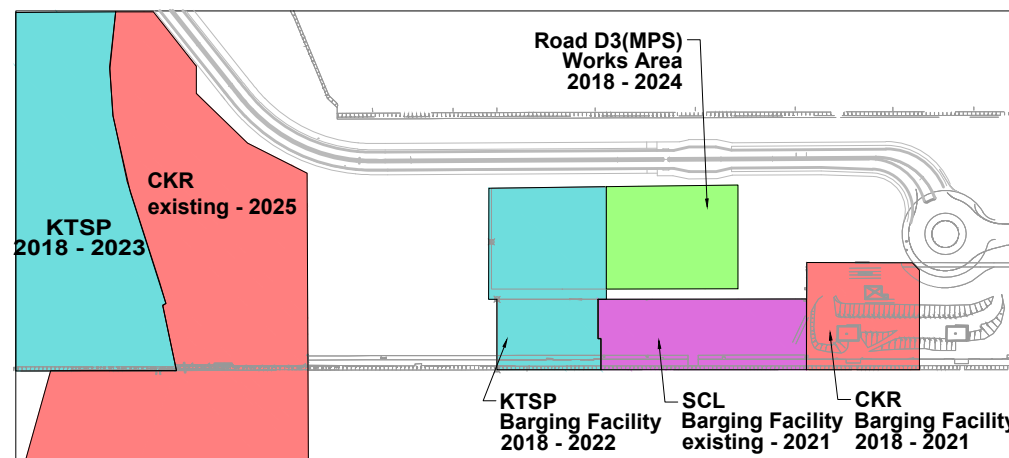 Road D3(MPS)
Works Area
2018 - 2024
CKR
existing - 2025
KTSP
2018 - 2023
KTSP
Barging Facility
2018 - 2022
SCL
Barging Facility
existing - 2021
CKR
Barging Facility
2018 - 2021